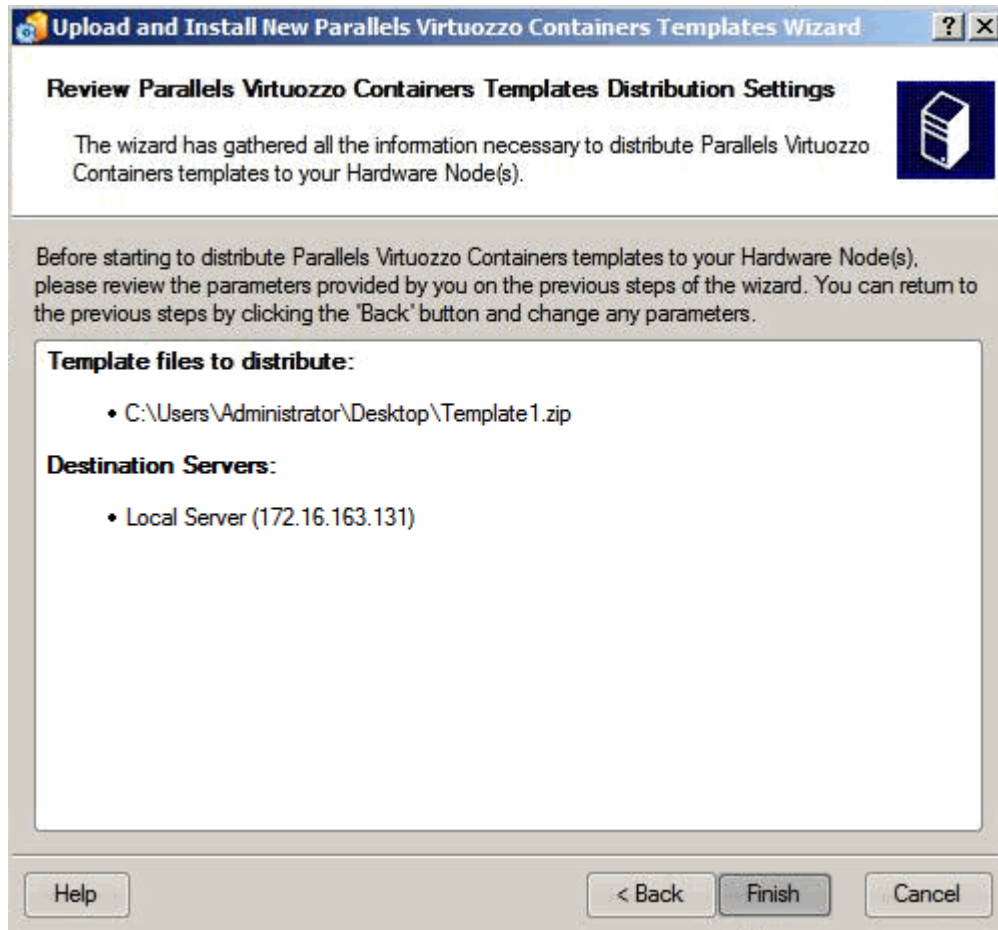 Upload and Install New Parallels Virtuozzo Containers Templates Wizard
Review Parallels Virtuozzo Containers Templates Distribution Settings
The wizard has gathered all the information necessary to distribute Parallels Virtuozzo
Containers templates to your Hardware Node(s).
Before starting to distribute Parallels Virtuozzo Containers templates to your Hardware Node(s),
please review the parameters provided by you on the previous steps of the wizard. You can return to
the previous steps by clicking the 'Back' button and change any parameters.
Template files to distribute:
• C:\Users\Administrator\Desktop\Template1.zip
Destination Servers:
• Local Server (172.16.163.131)
Help
< Back
Finish
Cancel